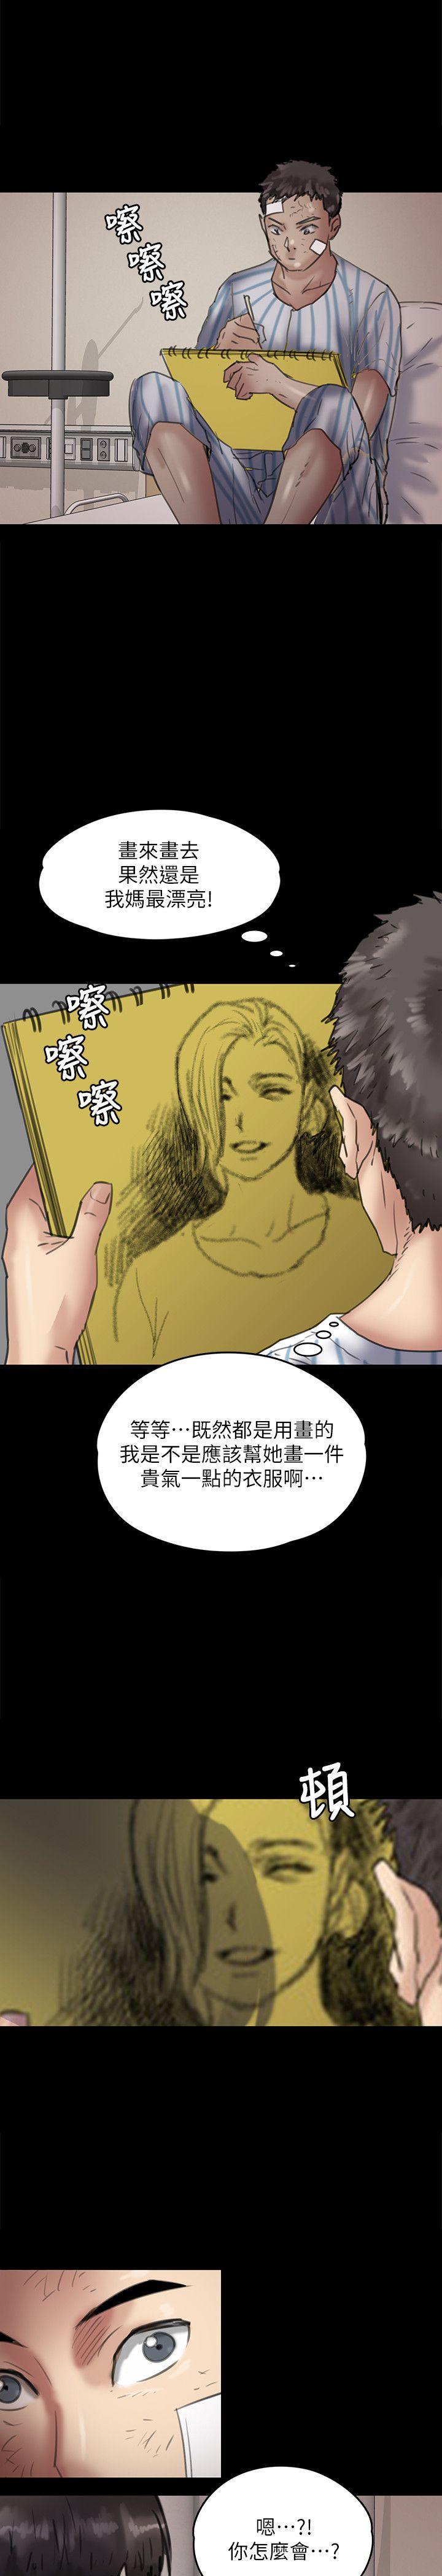 嚓
嚓
嚓
畫來畫去
果然還是
我媽最漂亮!
嚓
嚓
嚓
等等⋯既然都是用畫的
我是不是應該幫她畫一件
貴氣一點的衣服啊⋯
頓
嗯⋯?!
你怎麼會⋯?